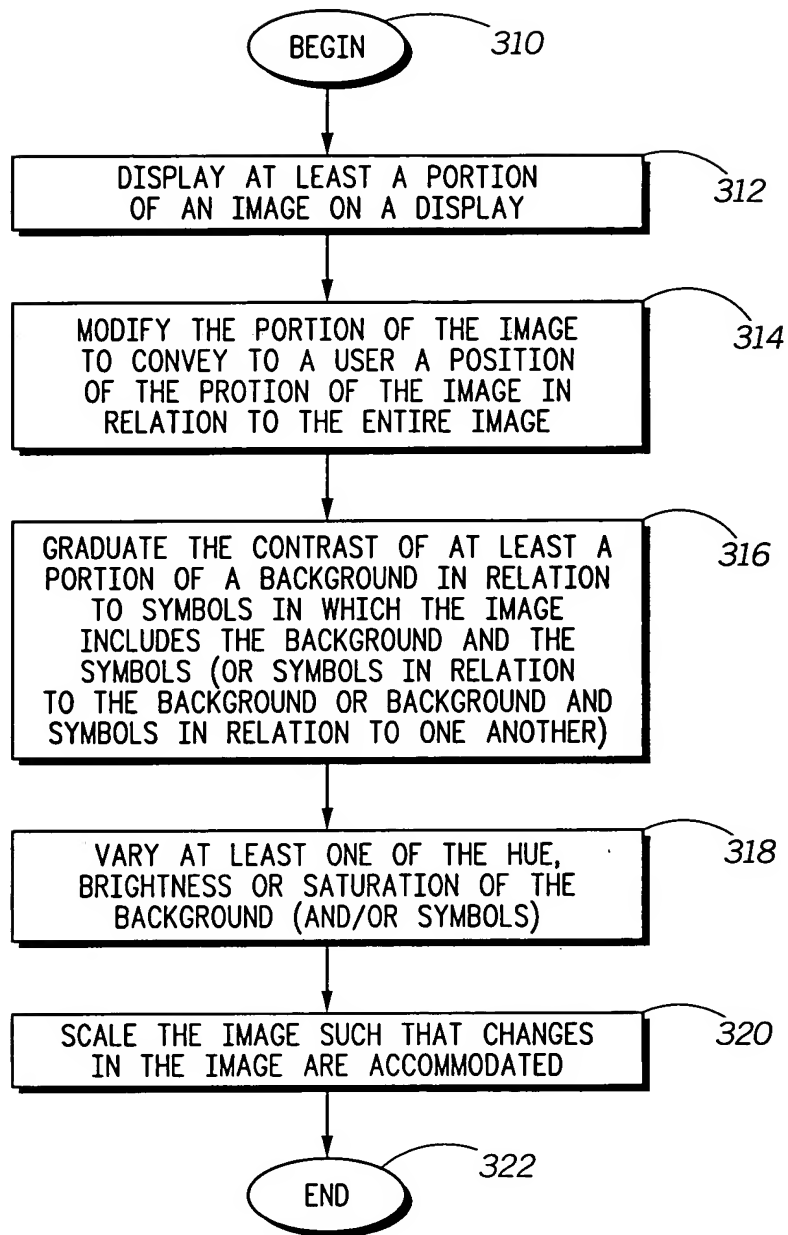 BEGIN
310
DISPLAY AT LEAST A PORTION
OF AN IMAGE ON A DISPLAY
312
MODIFY THE PORTION OF THE IMAGE
TO CONVEY TO A USER A POSITION
OF THE PROTION OF THE IMAGE IN
RELATION TO THE ENTIRE IMAGE
314
GRADUATE THE CONTRAST OF AT LEAST A
PORTION OF A BACKGROUND IN RELATION
TO SYMBOLS IN WHICH THE IMAGE
INCLUDES THE BACKGROUND AND THE
SYMBOLS (OR SYMBOLS IN RELATION
TO THE BACKGROUND OR BACKGROUND AND
SYMBOLS IN RELATION TO ONE ANOTHER)
316
VARY AT LEAST ONE OF THE HUE,
BRIGHTNESS OR SATURATION OF THE
BACKGROUND (AND/OR SYMBOLS)
318
SCALE THE IMAGE SUCH THAT CHANGES
IN THE IMAGE ARE ACCOMMODATED
320
END
322